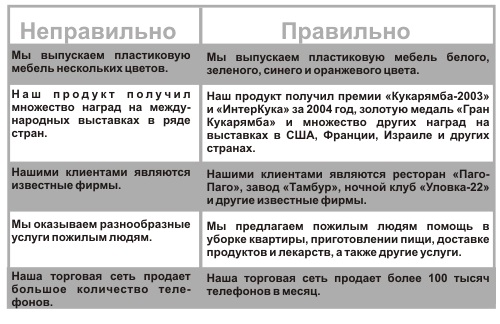 Неправильно
Правильно
Мы выпускаем пластиковую
мебель нескольких цветов.
Мы выпускаем пластиковую мебель белого,
зеленого, синего и оранжевого цвета.
Наш продукт получил
множество наград на между-
народных выставках в ряде
стран.
Наш продукт получил премии «Кукарямба-2003»
и «ИнтерКука» за 2004 год, золотую медаль «Гран
Кукарямба» и множество других наград на
выставках в США, Франции, Израиле и других
странах.
Нашими клиентами являются
известные фирмы.
Нашими клиентами являются ресторан «Паго-
Паго», завод «Тамбур», ночной клуб «Уловка-22»
и другие известные фирмы.
Мы оказываем разнообразные
услуги пожилым людям.
Мы предлагаем пожилым людям помощь в
уборке квартиры, приготовлении пищи, доставке
продуктов и лекарств, а также другие услуги.
Наша торговая сеть продает
большое количество теле-
фонов.
Наша торговая сеть продает более 100 тысяч
телефонов в месяц.